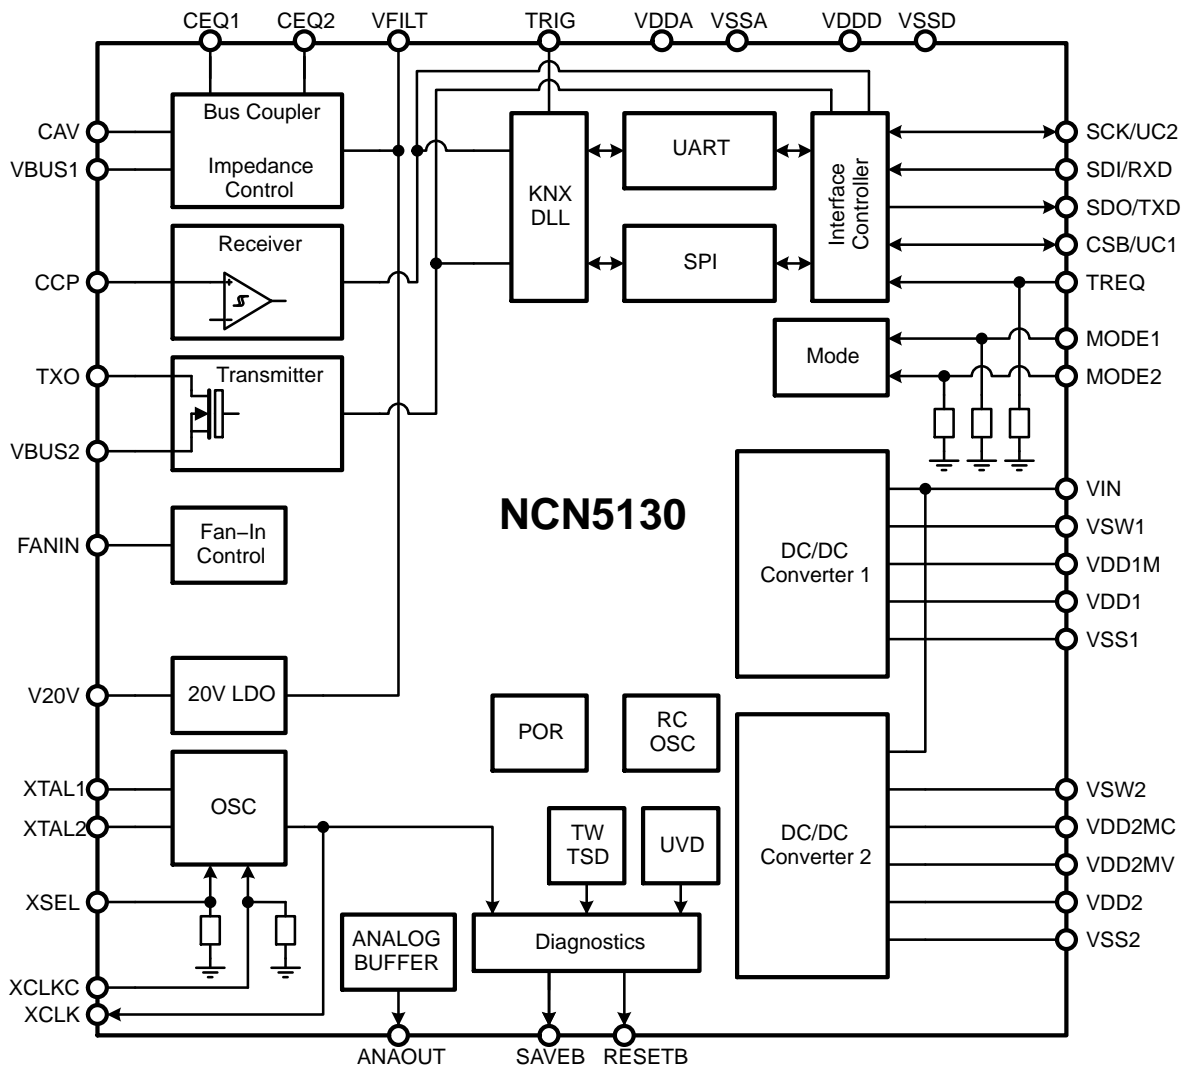 CEQ1
CEQ2
VFILT
TRIG
VDDA
VSSA
VDDD
VSSD
CAV
VBUS1
Bus Coupler
Impedance
Control
KNX
DLL
UART
SPI
Interface
Controller
SCK/UC2
SDI/RXD
SDO/TXD
CSB/UC1
TREQ
CCP
Receiver
+
Mode
MODE1
MODE2
TXO
VBUS2
Transmitter
NCN5130
FANIN
Fan–In
Control
DC/DC
Converter 1
VIN
VSW1
VDD1M
VDD1
VSS1
V20V
20V LDO
POR
RC
OSC
XTAL1
XTAL2
OSC
TW
TSD
UVD
DC/DC
Converter 2
VSW2
VDD2MC
VDD2MV
VDD2
VSS2
XSEL
XCLKC
XCLK
ANALOG
BUFFER
Diagnostics
ANAOUT
SAVEB
RESETB